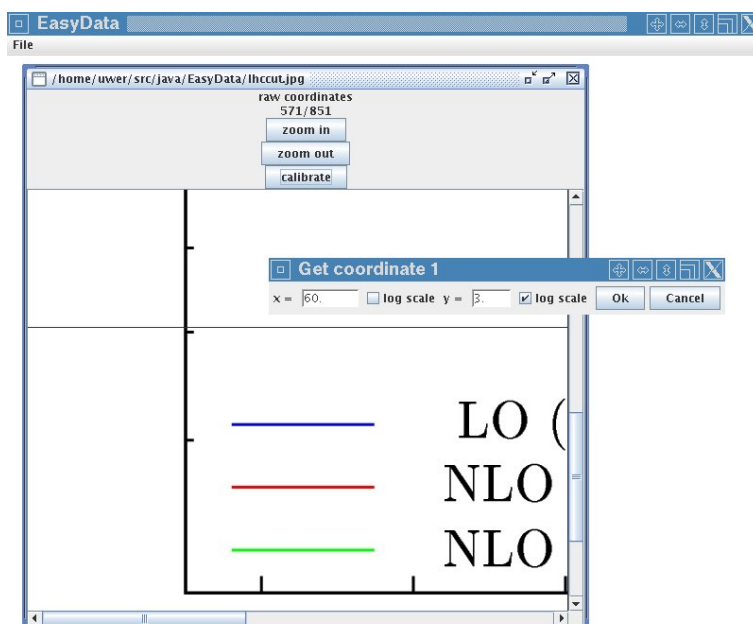 EasyData
File
/home/uwer/src/java/EasyData/lhccut.jpg
raw coordinates
571/851
zoom in
zoom out
calibrate
Get coordinate 1
x = 60. log scale y = 3. log scale Ok Cancel
LO (
NLO
NLO